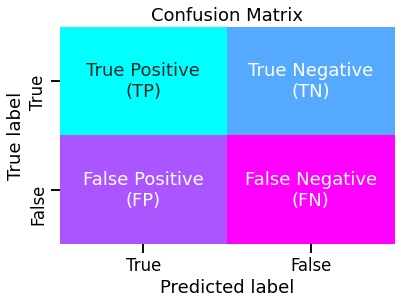 Confusion Matrix
True label
True
True Positive
(TP)
True Negative
(TN)
False
False Positive
(FP)
False Negative
(FN)
True
False
Predicted label